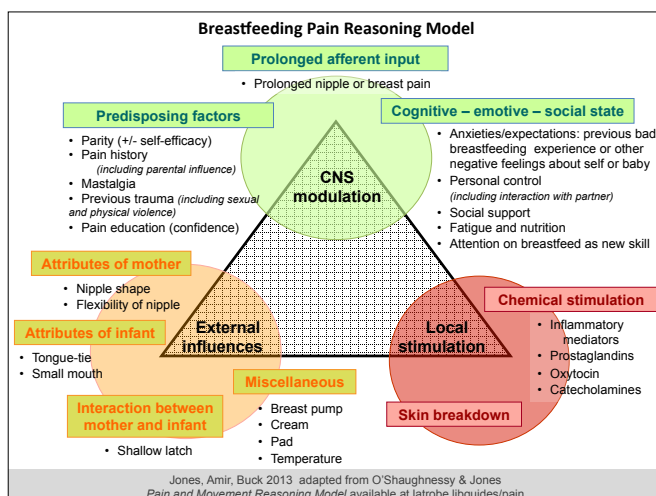 Breastfeeding Pain Reasoning Model
Prolonged afferent input
• Prolonged nipple or breast pain
Predisposing factors
• Parity (+/- self-efficacy)
• Pain history
(including parental influence)
• Mastalgia
• Previous trauma (including sexual
and physical violence)
• Pain education (confidence)
Cognitive – emotive – social state
• Anxieties/expectations: previous bad
breastfeeding experience or other
negative feelings about self or baby
• Personal control
(including interaction with partner)
• Social support
• Fatigue and nutrition
• Attention on breastfeed as new skill
CNS
modulation
Attributes of mother
• Nipple shape
• Flexibility of nipple
Attributes of infant
• Tongue-tie
• Small mouth
External
influences
Interaction between
mother and infant
• Shallow latch
Miscellaneous
• Breast pump
• Cream
• Pad
• Temperature
Local
stimulation
Chemical stimulation
• Inflammatory
mediators
• Prostaglandins
• Oxytocin
• Catecholamines
Skin breakdown
Jones, Amir, Buck 2013 adapted from O'Shaughnessy & Jones
Pain and Movement Reasoning Model available at latrobe.libguides/pain